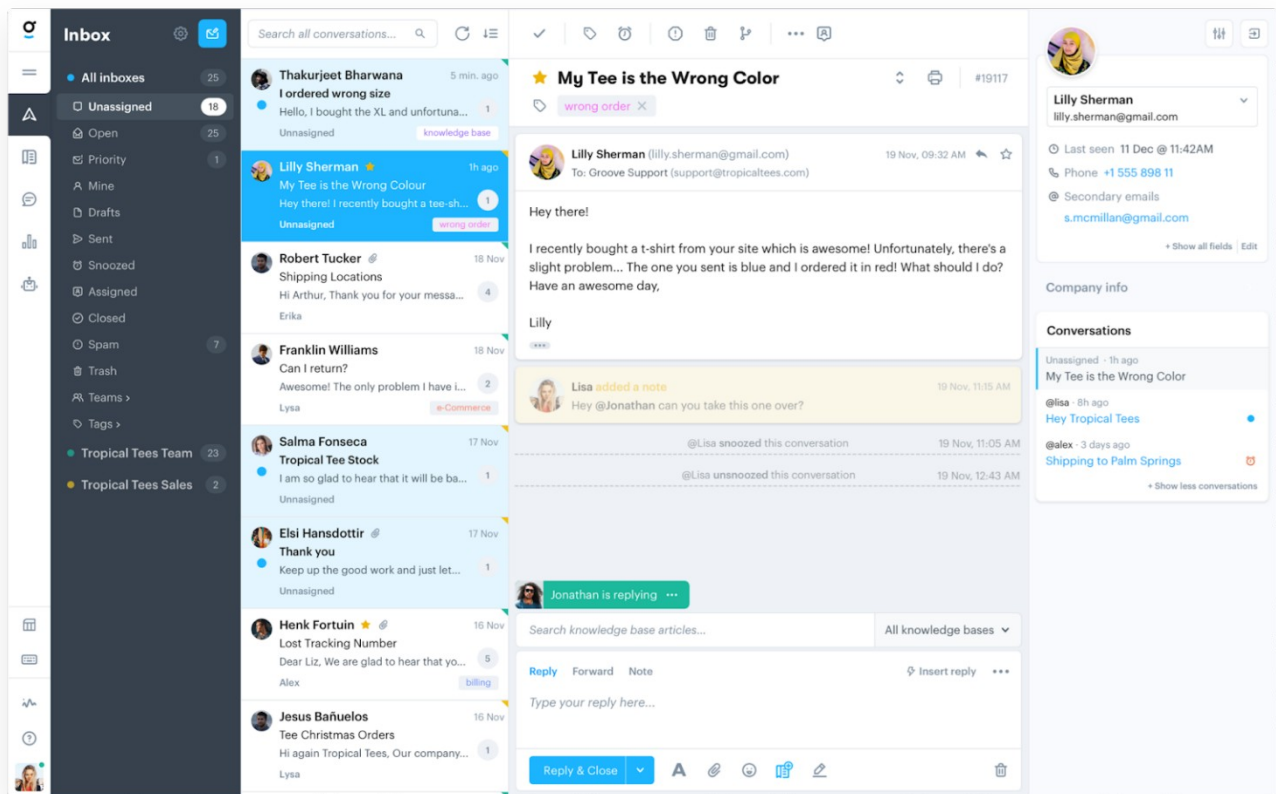 g
Inbox
All inboxes 25
Unassigned 18
Open 25
Priority 1
Mine
Drafts
Sent
Snoozed
Assigned
Closed
Spam 7
Trash
Teams >
Tags >
Tropical Tees Team 23
Tropical Tees Sales 2
Search all conversations...
Thakurjeet Bharwana 5 min. ago
I ordered wrong size
Hello, I bought the XL and unfortuna... 1
Unnasigned knowledge base
Lilly Sherman 1h ago
My Tee is the Wrong Colour
Hey there! I recently bought a tee-sh... 1
Unnasigned wrong order
Robert Tucker 18 Nov
Shipping Locations
Hi Arthur, Thank you for your messa... 4
Erika
Franklin Williams 18 Nov
Can I return?
Awesome! The only problem I have i... 2
Lysa e-Commerce
Salma Fonseca 17 Nov
Tropical Tee Stock
I am so glad to hear that it will be ba... 1
Unnasigned
Elsi Hansdottir 17 Nov
Thank you
Keep up the good work and just let... 1
Unnasigned
Henk Fortuin 16 Nov
Lost Tracking Number
Dear Liz, We are glad to hear that yo... 5
Alex billing
Jesus Bañuelos 16 Nov
Tee Christmas Orders
Hi again Tropical Tees, Our company... 1
Lysa
My Tee is the Wrong Color #19117
wrong order ×
Lilly Sherman (lilly.sherman@gmail.com) 19 Nov, 09:32 AM
To: Groove Support (support@tropicaltees.com)
Hey there!
I recently bought a t-shirt from your site which is awesome! Unfortunately, there's a
slight problem... The one you sent is blue and I ordered it in red! What should I do?
Have an awesome day,
Lilly
Lisa added a note 19 Nov, 11:15 AM
Hey @Jonathan can you take this one over?
@Lisa snoozed this conversation 19 Nov, 11:05 AM
@Lisa unsnoozed this conversation 19 Nov, 12:43 AM
Jonathan is replying ...
Search knowledge base articles... All knowledge bases
Reply Forward Note Insert reply
Type your reply here...
Reply & Close A
Lilly Sherman
lilly.sherman@gmail.com
Last seen 11 Dec @ 11:42AM
Phone +1 555 898 11
@ Secondary emails
s.mcmillan@gmail.com
+ Show all fields | Edit
Company info
Conversations
Unassigned · 1h ago
My Tee is the Wrong Color
@lisa · 8h ago
Hey Tropical Tees
@alex · 3 days ago
Shipping to Palm Springs
+ Show less conversations